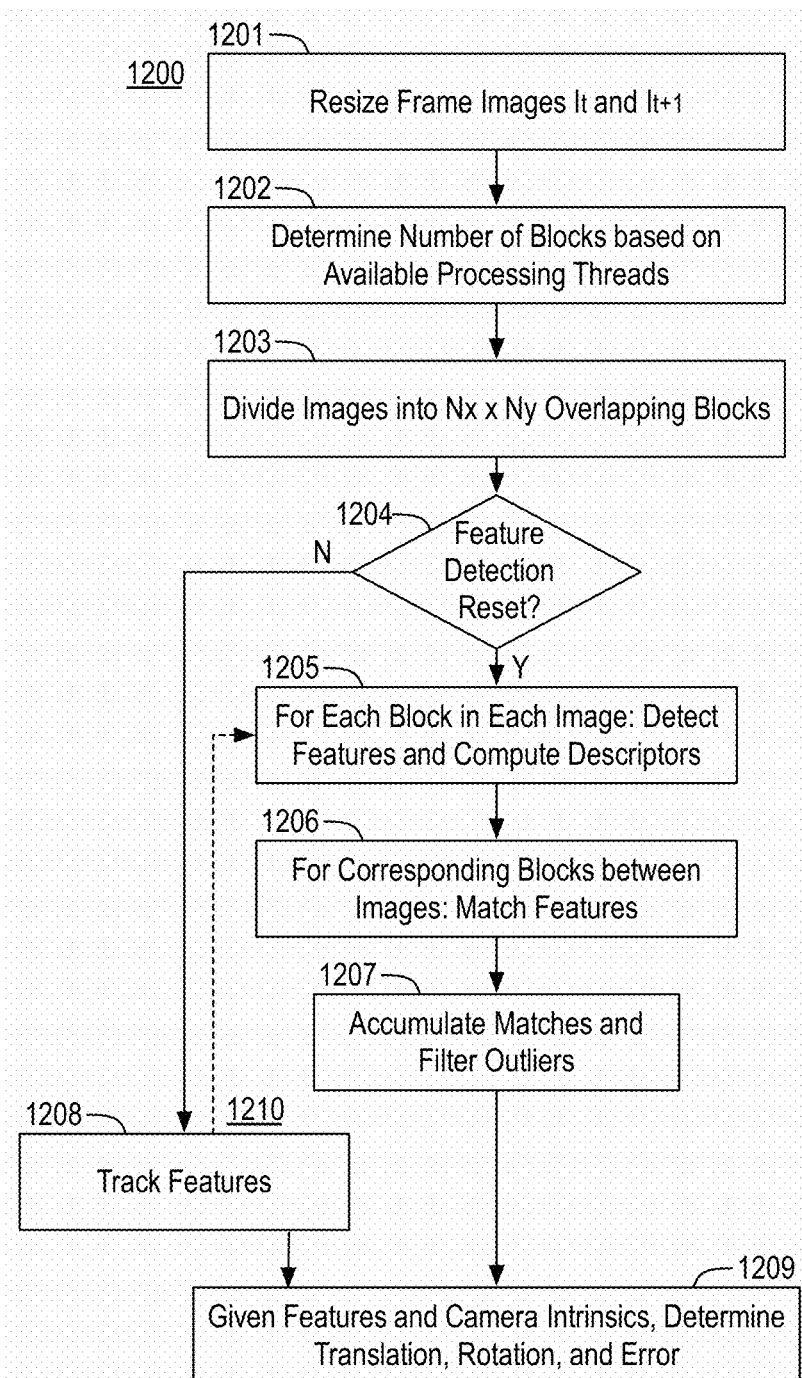 1201
1200
Resize Frame Images It and It+1
1202
Determine Number of Blocks based on
Available Processing Threads
1203
Divide Images into Nx x Ny Overlapping Blocks
1204
Feature
Detection
Reset?
N
Y
1205
For Each Block in Each Image: Detect
Features and Compute Descriptors
1206
For Corresponding Blocks between
Images: Match Features
1207
Accumulate Matches and
Filter Outliers
1208
1210
Track Features
1209
Given Features and Camera Intrinsics, Determine
Translation, Rotation, and Error